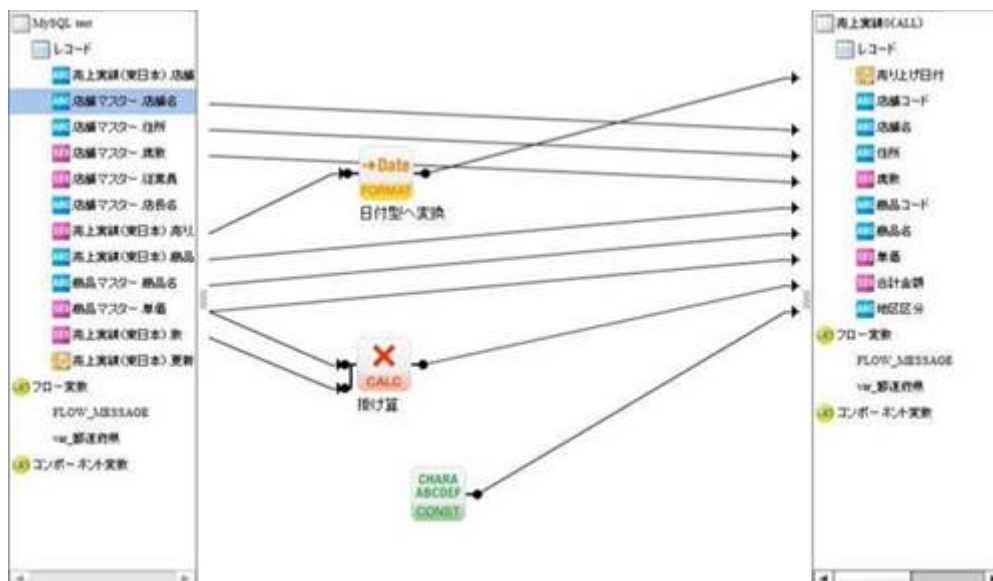 MySQL test
レコード
売上実績(東日本).店舗
店舗マスター.店舗名
店舗マスター.住所
店舗マスター.席数
店舗マスター.従業員
店舗マスター.店長名
売上実績(東日本).売り
売上実績(東日本).商品
商品マスター.商品名
商品マスター.単価
売上実績(東日本).数
売上実績(東日本).更新
フロー変数
FLOW_MESSAGE
var_都道府県
コンポーネント変数
→Date
FORMAT
日付型へ変換
CALC
掛け算
CHARA
ABCDEF
CONST
(ALL)
レコード
売り上げ日付
店舗コード
店舗名
住所
席数
商品コード
商品名
単価
合計金額
地区区分
フロー変数
FLOW_MESSAGE
var_都道府県
コンポーネント変数